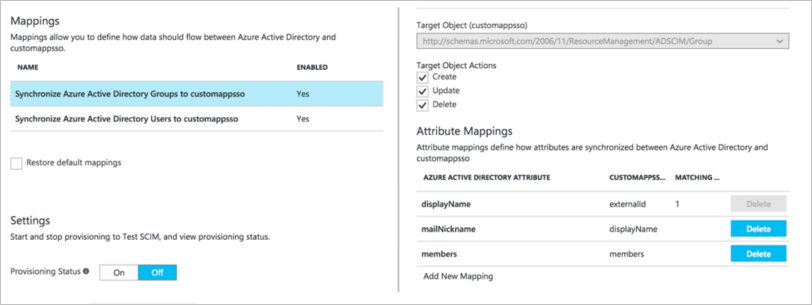 Mappings
Mappings allow you to define how data should flow between Azure Active Directory and
customappsso.
NAME ENABLED
Synchronize Azure Active Directory Groups to customappsso Yes
Synchronize Azure Active Directory Users to customappsso Yes
Restore default mappings
Settings
Start and stop provisioning to Test SCIM, and view provisioning status.
Provisioning Status On Off
Target Object (customappsso)
http://schemas.microsoft.com/2006/11/ResourceManagement/ADSCIM/Group
Target Object Actions
Create
Update
Delete
Attribute Mappings
Attribute mappings define how attributes are synchronized between Azure Active Directory and
customappsso
AZURE ACTIVE DIRECTORY ATTRIBUTE CUSTOMAPPSS... MATCHING ...
displayName externalId 1 Delete
mailNickname displayName Delete
members members Delete
Add New Mapping